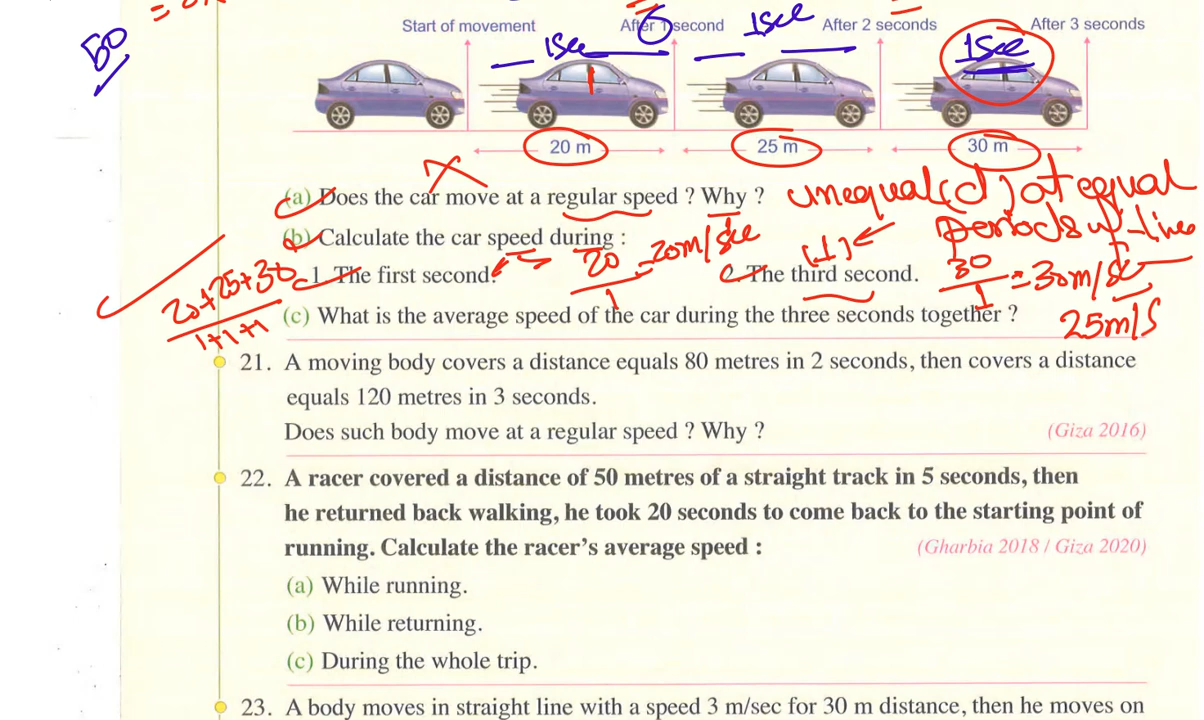 50
Start of movement
After 1 second
After 2 seconds
After 3 seconds
1sec
1sec
1sec
20 m
25 m
30 m
(a) Does the car move at a regular speed ? Why ?
unequal (d) at equal
periods of time
(b) Calculate the car speed during :
1. The first second.
20/1 = 20m/sec
2. The third second.
30/1 = 30m/sec
20+25+30
1+1+1
(c) What is the average speed of the car during the three seconds together ?
25m/s
21. A moving body covers a distance equals 80 metres in 2 seconds, then covers a distance
equals 120 metres in 3 seconds.
Does such body move at a regular speed ? Why ?
(Giza 2016)
22. A racer covered a distance of 50 metres of a straight track in 5 seconds, then
he returned back walking, he took 20 seconds to come back to the starting point of
running. Calculate the racer's average speed :
(Gharbia 2018 / Giza 2020)
(a) While running.
(b) While returning.
(c) During the whole trip.
23. A body moves in straight line with a speed 3 m/sec for 30 m distance, then he moves on